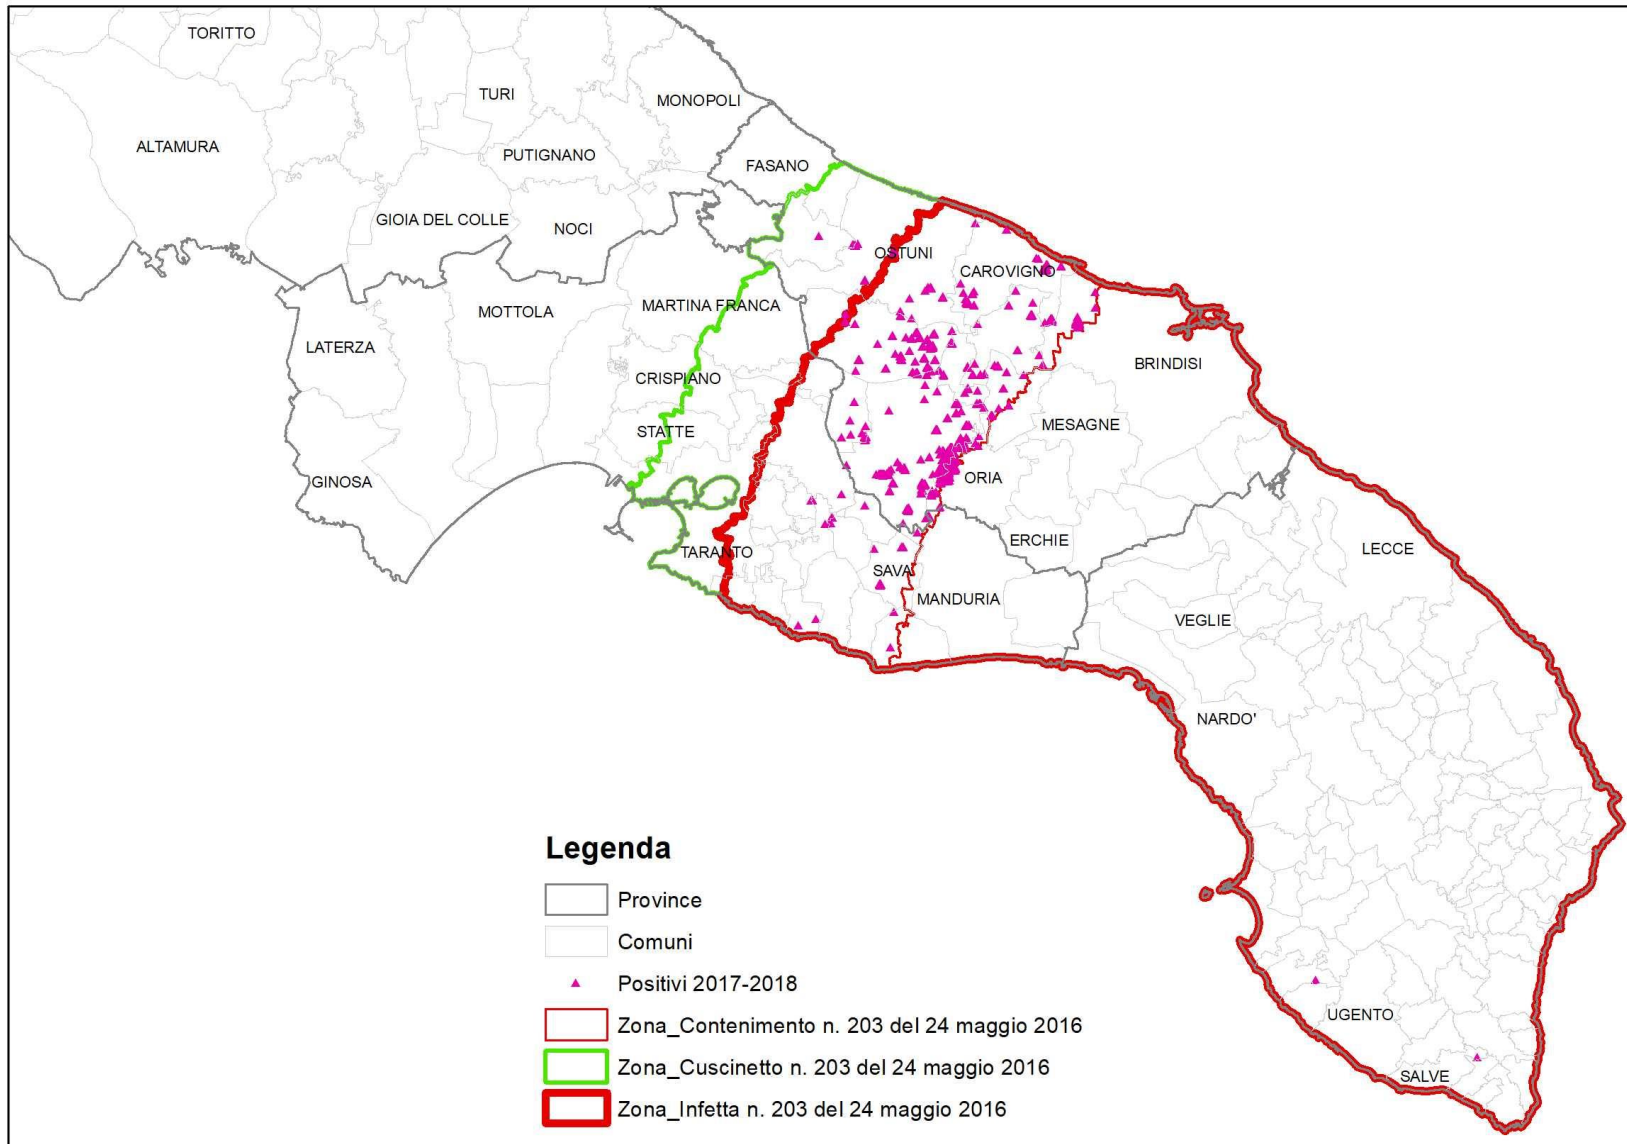 TORITTO
TURI
MONOPOLI
ALTAMURA
PUTIGNANO
FASANO
GIOIA DEL COLLE
NOCI
OSTUNI
CAROVIGNO
MARTINA FRANCA
MOTTOLA
LATERZA
BRINDISI
CRISPIANO
MESAGNE
STATTE
ORIA
GINOSA
ERCHIE
LECCE
TARANTO
SAVA
MANDURIA
VEGLIE
NARDO'
Legenda
Province
Comuni
Positivi 2017-2018
UGENTO
Zona_Contenimento n. 203 del 24 maggio 2016
Zona_Cuscinetto n. 203 del 24 maggio 2016
SALVE
Zona_Infetta n. 203 del 24 maggio 2016